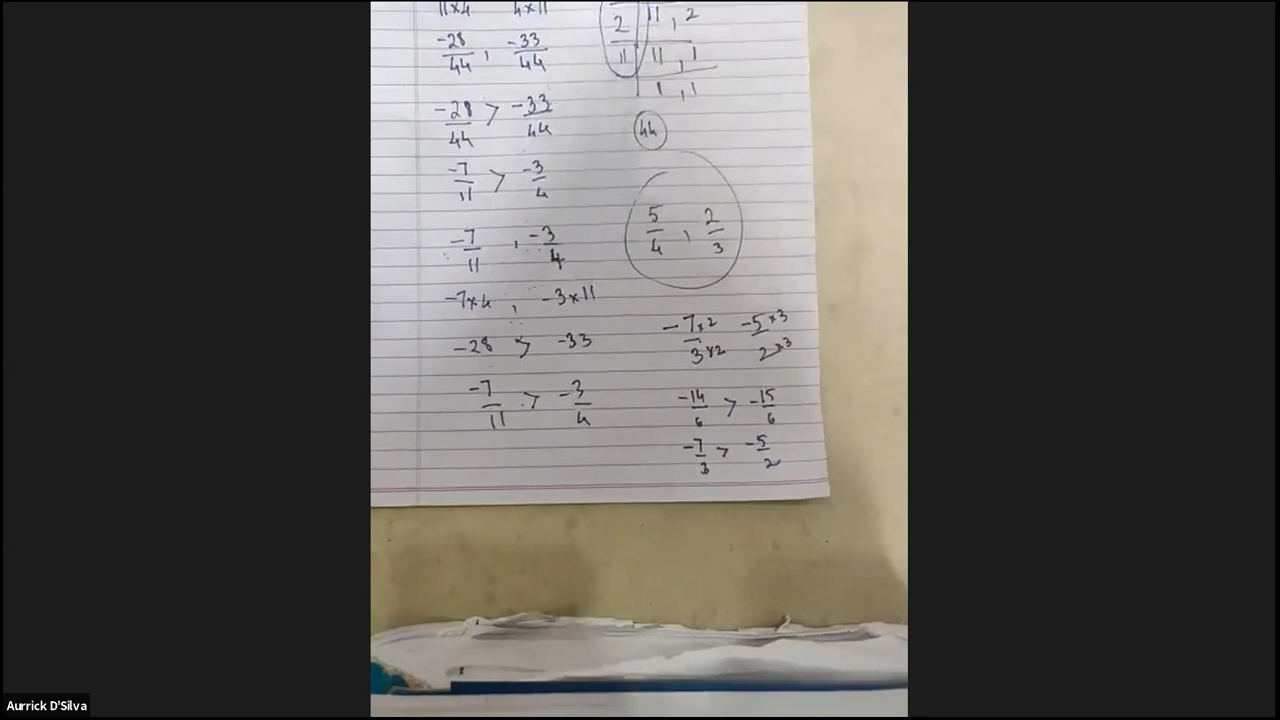 11×4 4×11
-28/44 , -33/44
-28/44 > -33/44
-7/11 > -3/4
-7/11 , -3/4
-7×4 , -3×11
-28 > -33
-7/11 > -3/4
2 | 11 , 2
11 | 11 , 1
1 , 1
44
5/4 , 2/3
-7×2/3×2 -5×3/2×3
-14/6 > -15/6
-7/3 > -5/2
Aurrick D'Silva